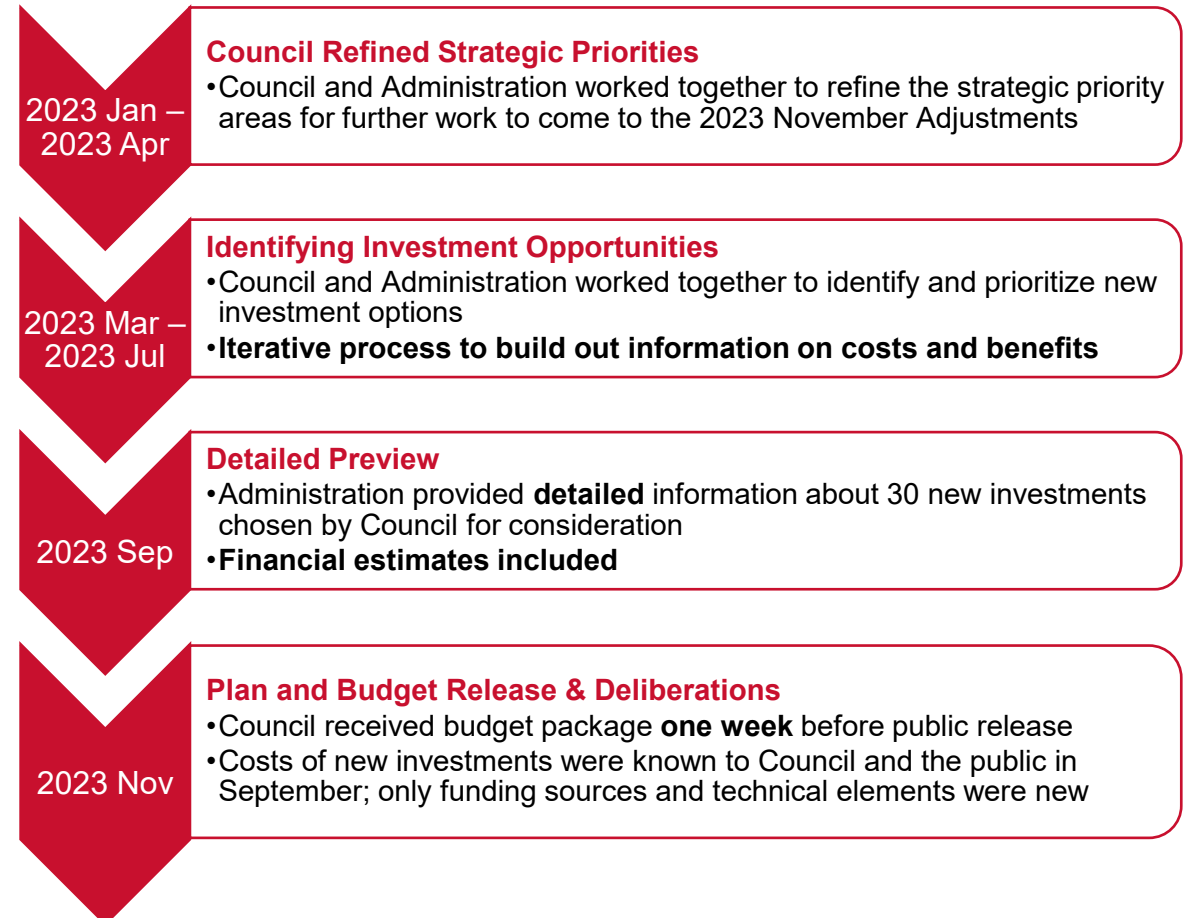 2023 Jan –
2023 Apr
Council Refined Strategic Priorities
•Council and Administration worked together to refine the strategic priority
areas for further work to come to the 2023 November Adjustments
2023 Mar –
2023 Jul
Identifying Investment Opportunities
•Council and Administration worked together to identify and prioritize new
investment options
•Iterative process to build out information on costs and benefits
2023 Sep
Detailed Preview
•Administration provided detailed information about 30 new investments
chosen by Council for consideration
•Financial estimates included
2023 Nov
Plan and Budget Release & Deliberations
•Council received budget package one week before public release
•Costs of new investments were known to Council and the public in
September; only funding sources and technical elements were new